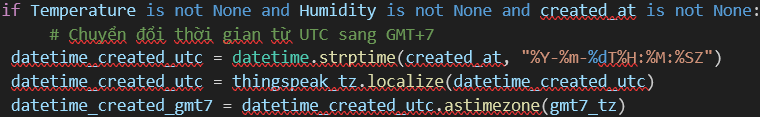 if Temperature is not None and Humidity is not None and created_at is not None:
# Chuyển đổi thời gian từ UTC sang GMT+7
datetime_created_utc = datetime.strptime(created_at, "%Y-%m-%dT%H:%M:%SZ")
datetime_created_utc = thingspeak_tz.localize(datetime_created_utc)
datetime_created_gmt7 = datetime_created_utc.astimezone(gmt7_tz)